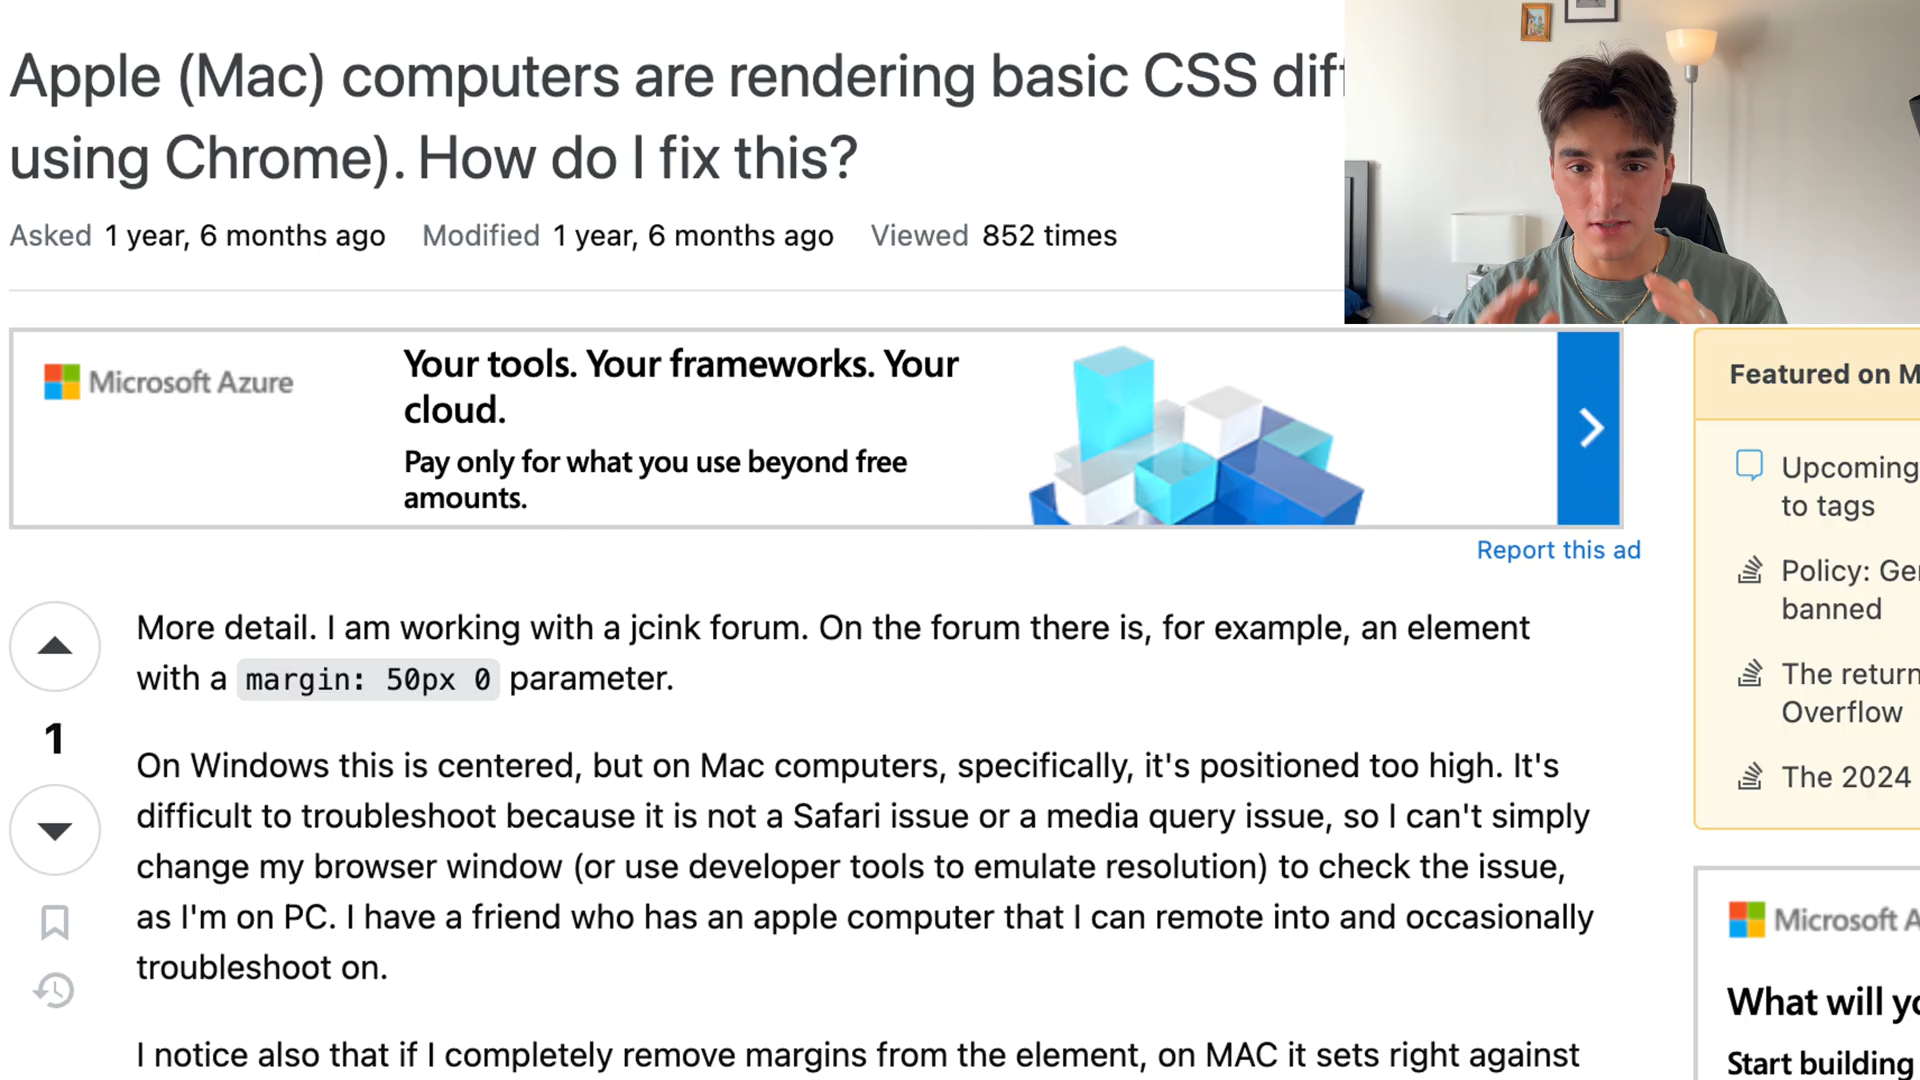 Apple (Mac) computers are rendering basic CSS diff
using Chrome). How do I fix this?
Asked 1 year, 6 months ago Modified 1 year, 6 months ago Viewed 852 times
Microsoft Azure
Your tools. Your frameworks. Your
cloud.
Pay only for what you use beyond free
amounts.
Report this ad
1
More detail. I am working with a jcink forum. On the forum there is, for example, an element
with a margin: 50px 0 parameter.
On Windows this is centered, but on Mac computers, specifically, it's positioned too high. It's
difficult to troubleshoot because it is not a Safari issue or a media query issue, so I can't simply
change my browser window (or use developer tools to emulate resolution) to check the issue,
as I'm on PC. I have a friend who has an apple computer that I can remote into and occasionally
troubleshoot on.
I notice also that if I completely remove margins from the element, on MAC it sets right against
Featured on M
Upcoming
to tags
Policy: Ge
banned
The return
Overflow
The 2024
Microsoft A
What will yo
Start building